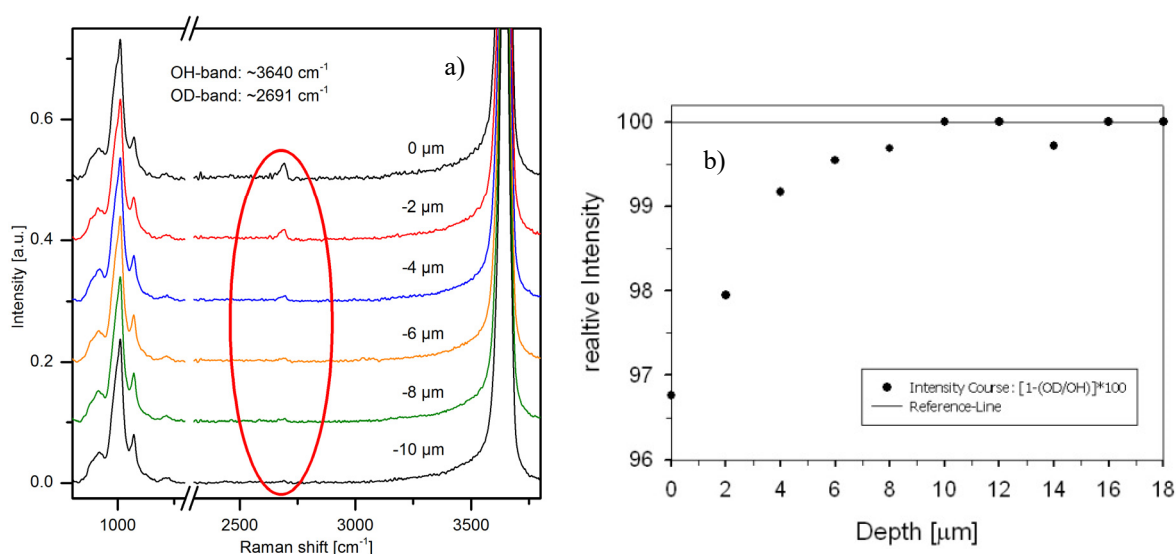 OH-band: ~3640 cm⁻¹
OD-band: ~2691 cm⁻¹
a)
0 µm
-2 µm
-4 µm
-6 µm
-8 µm
-10 µm
0.6
0.4
0.2
0.0
Intensity [a.u.]
1000
2500
3000
3500
Raman shift [cm⁻¹]
b)
100
99
98
97
96
realtive Intensity
Intensity Course: [1-(OD/OH)]*100
Reference-Line
0 2 4 6 8 10 12 14 16 18
Depth [µm]